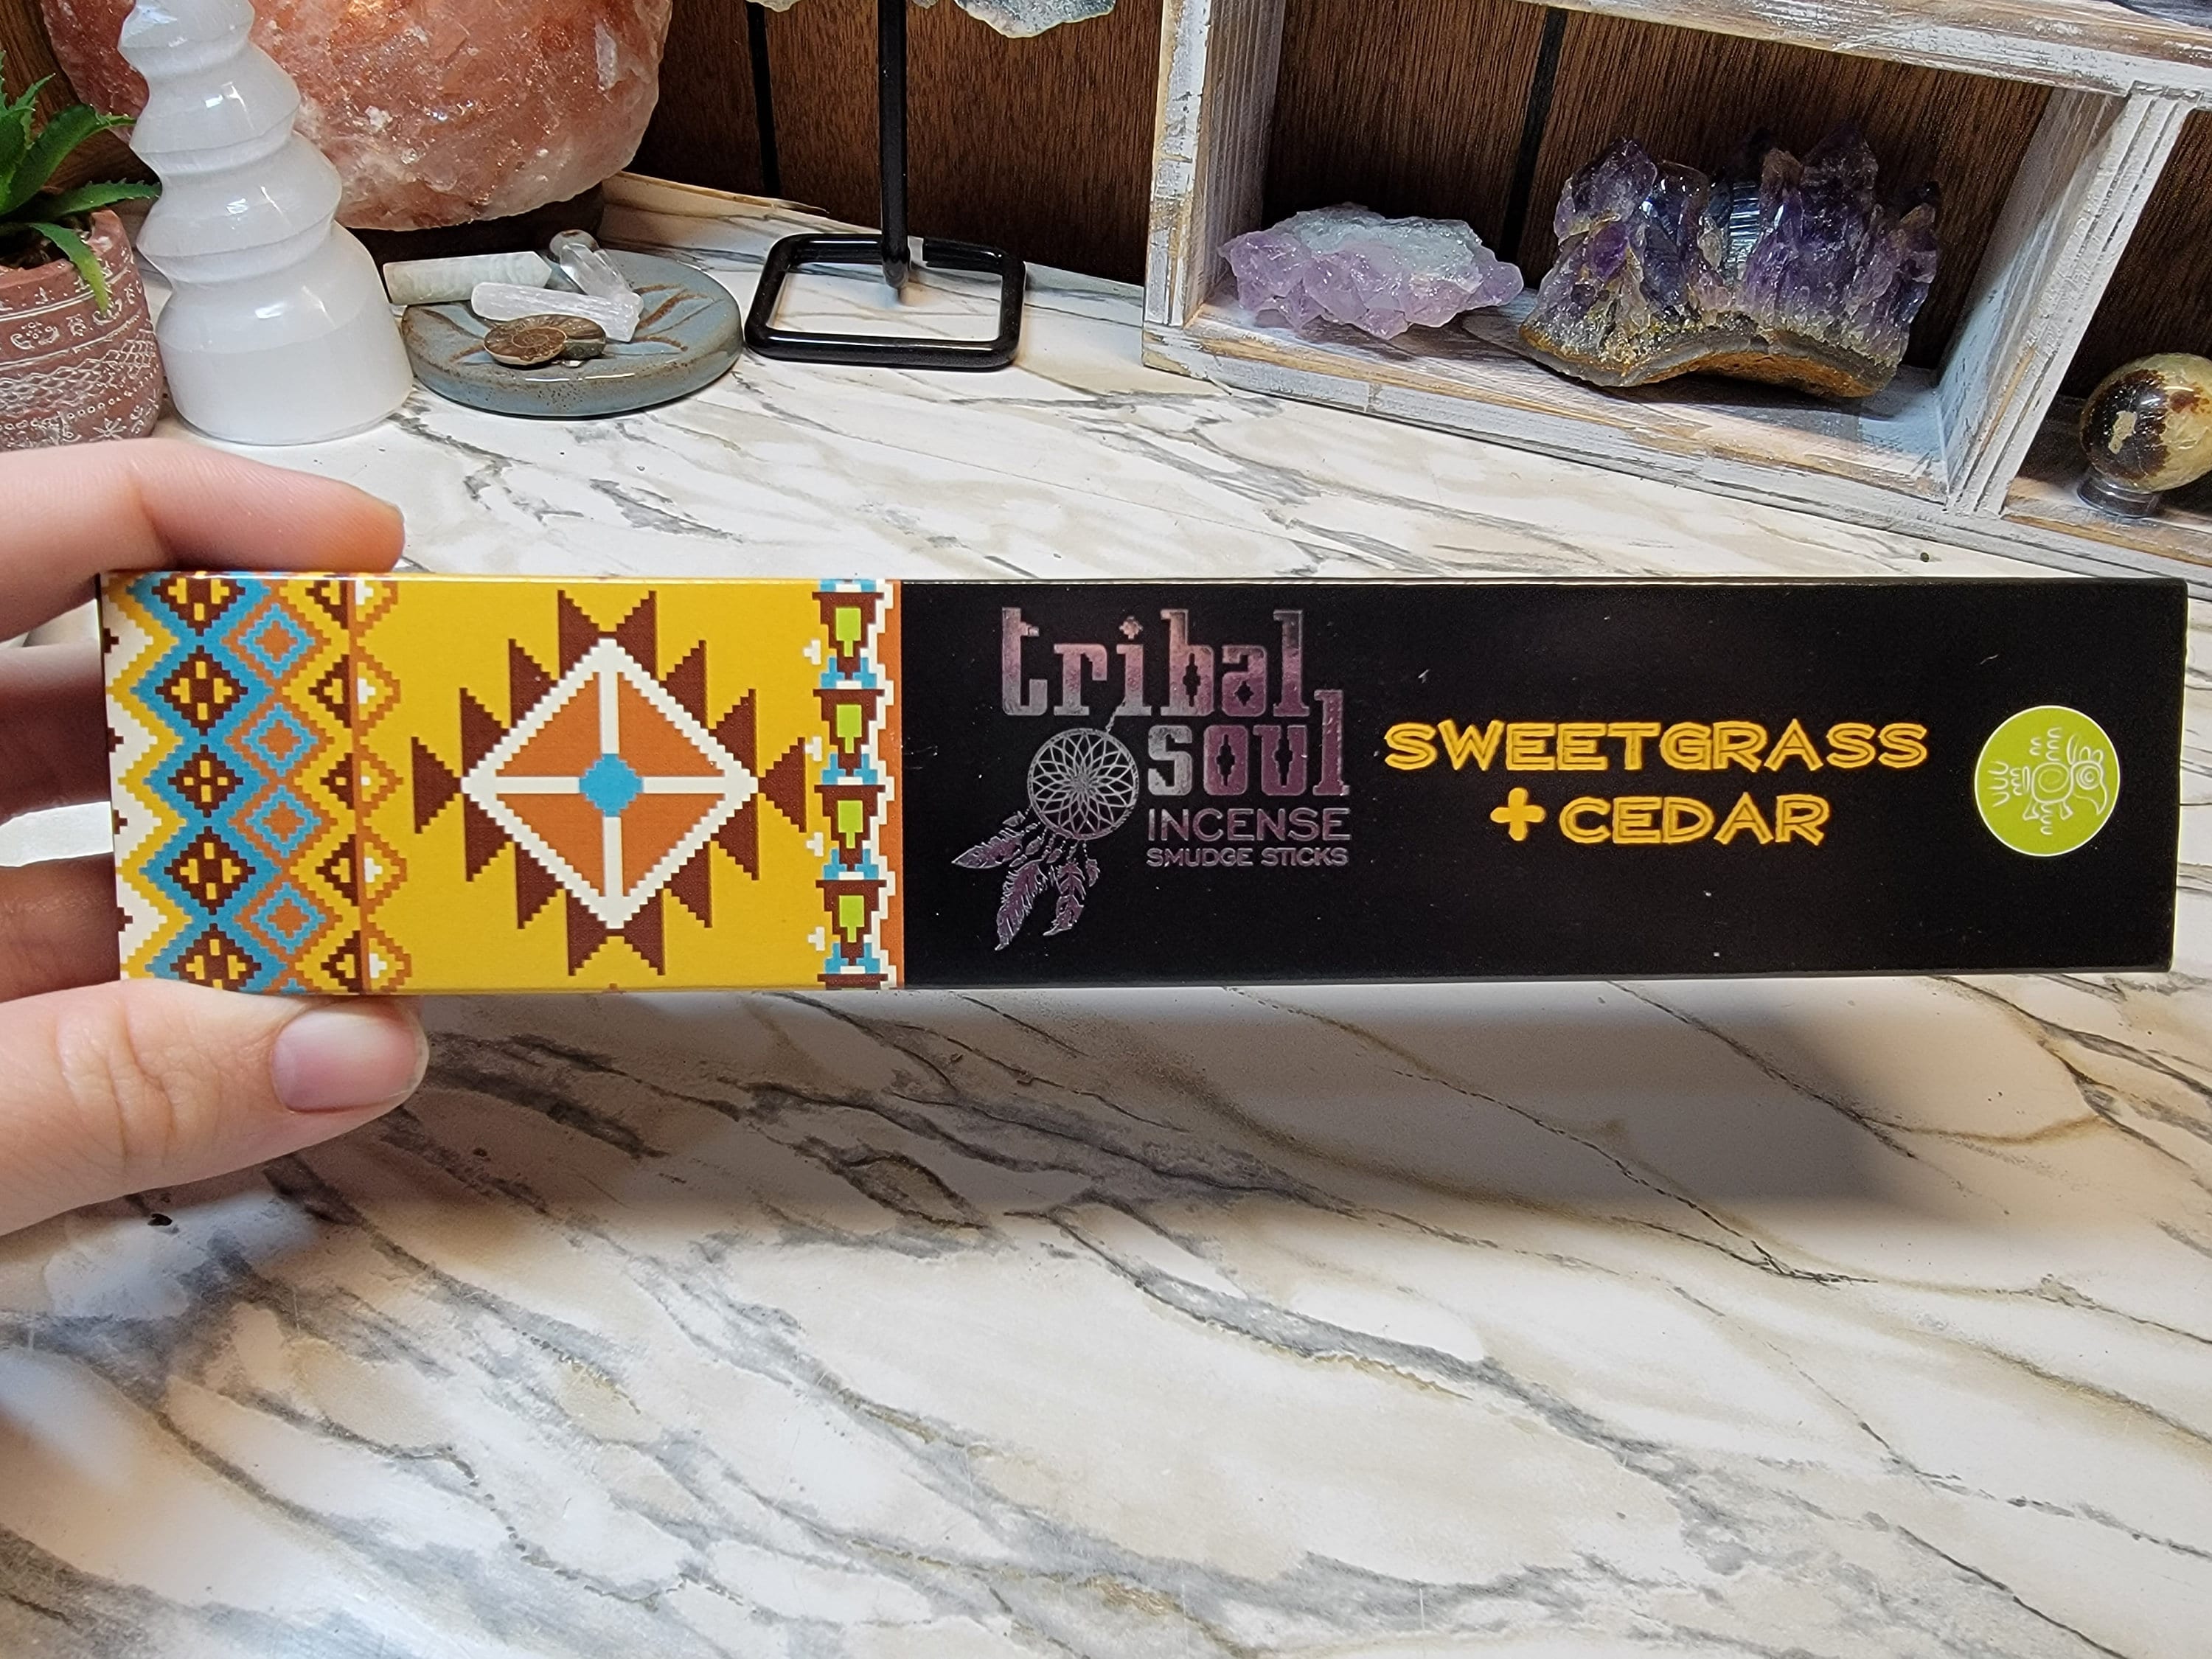 tribal
soul
INCENSE
SMUDGE STICKS
SWEETGRASS
+ CEDAR